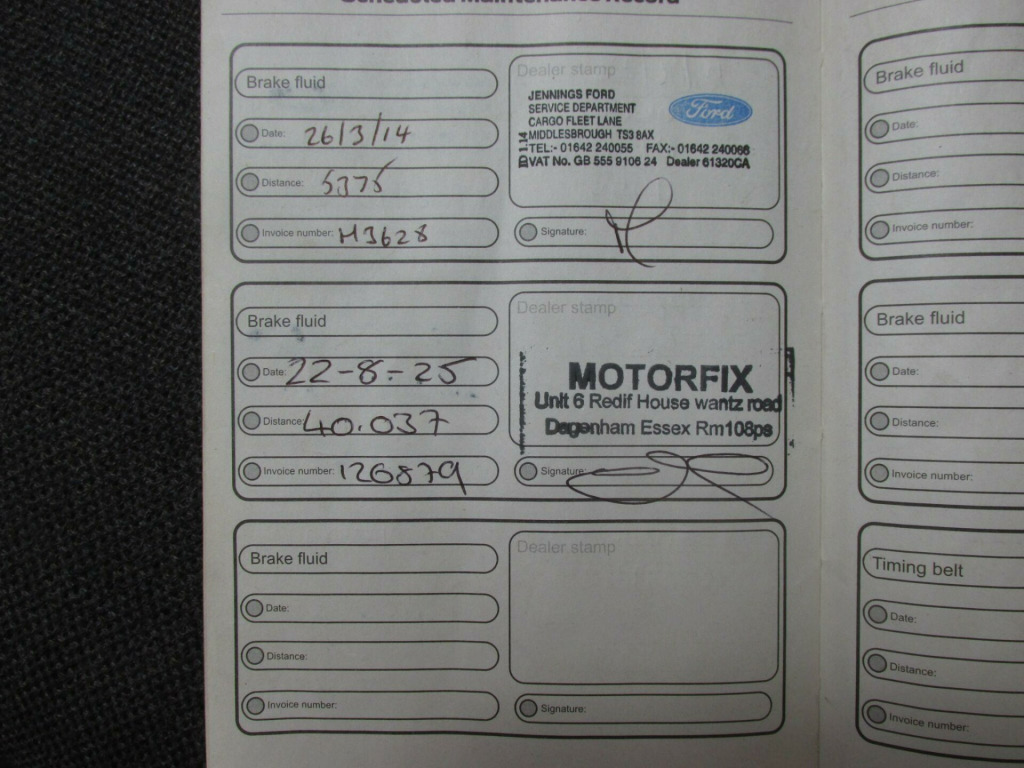 Scheduled Maintenance Record
Brake fluid
Date: 26/3/14
Distance: 5375
Invoice number: H3628
Dealer stamp
JENNINGS FORD
SERVICE DEPARTMENT
CARGO FLEET LANE
MIDDLESBROUGH TS3 8AX
TEL:- 01642 240055 FAX:- 01642 240066
VAT No. GB 555 9106 24 Dealer 61320CA
Ford
Signature:
Brake fluid
Date: 22-8-25
Distance: 40.037
Invoice number: 126879
Dealer stamp
MOTORFIX
Unit 6 Redif House wantz road
Dagenham Essex Rm108ps
Signature:
Brake fluid
Date:
Distance:
Invoice number:
Dealer stamp
Signature:
Brake fluid
Date:
Distance:
Invoice number:
Brake fluid
Date:
Distance:
Invoice number:
Timing belt
Date:
Distance:
Invoice number: